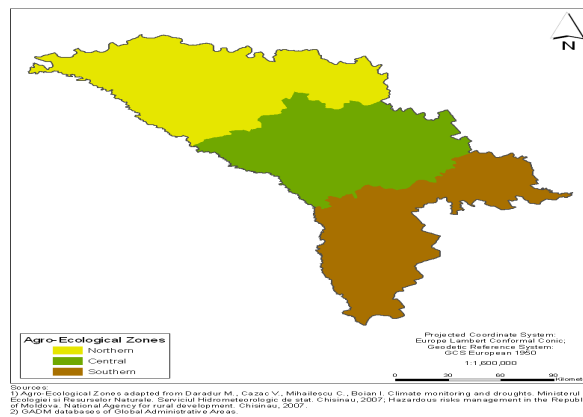 N
Agro-Ecological Zones
Northern
Central
Southern
Projected Coordinate System:
Europe Lambert Conformal Conic;
Geodetic Reference System:
GCS European 1950
1:1,600,000
0 30 60 90
Kilomet
Sources:
1) Agro-Ecological Zones adapted from Daradur M., Cazac V., Mihailescu C., Boian I. Climate monitoring and droughts. Ministerul
Ecologiei si Resurselor Naturale. Serviciul Hidrometeorologic de stat. Chisinau, 2007; Hazardous risks management in the Republ
of Moldova. National Agency for rural development. Chisinau, 2007.
2) GADM databases of Global Administrative Areas.